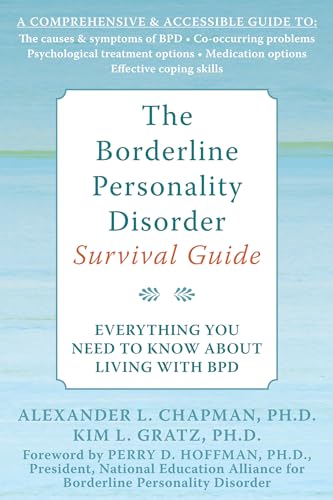 A COMPREHENSIVE & ACCESSIBLE GUIDE TO:
The causes & symptoms of BPD • Co-occurring problems
Psychological treatment options • Medication options
Effective coping skills
The
Borderline
Personality
Disorder
Survival Guide
EVERYTHING YOU
NEED TO KNOW ABOUT
LIVING WITH BPD
ALEXANDER L. CHAPMAN, PH.D.
KIM L. GRATZ, PH.D.
Foreword by PERRY D. HOFFMAN, PH.D.,
President, National Education Alliance for
Borderline Personality Disorder